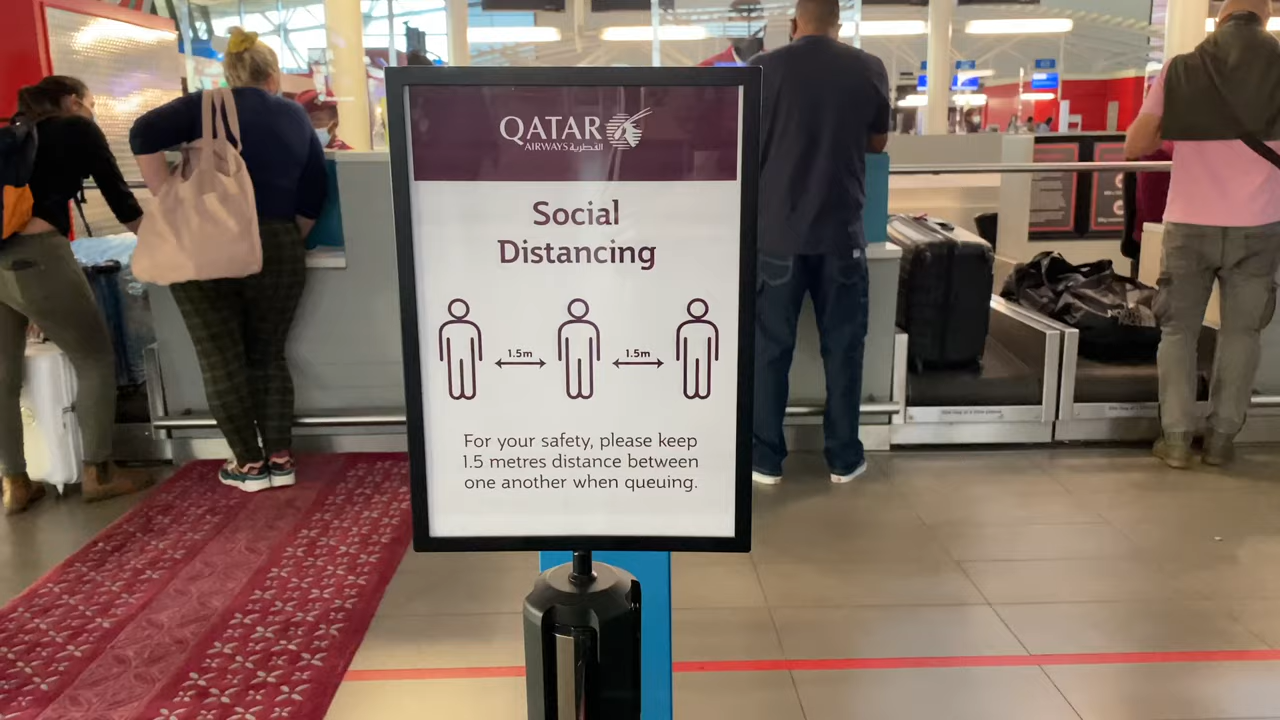 QATAR
AIRWAYS القطرية
Social
Distancing
1.5m 1.5m
For your safety, please keep
1.5 metres distance between
one another when queuing.